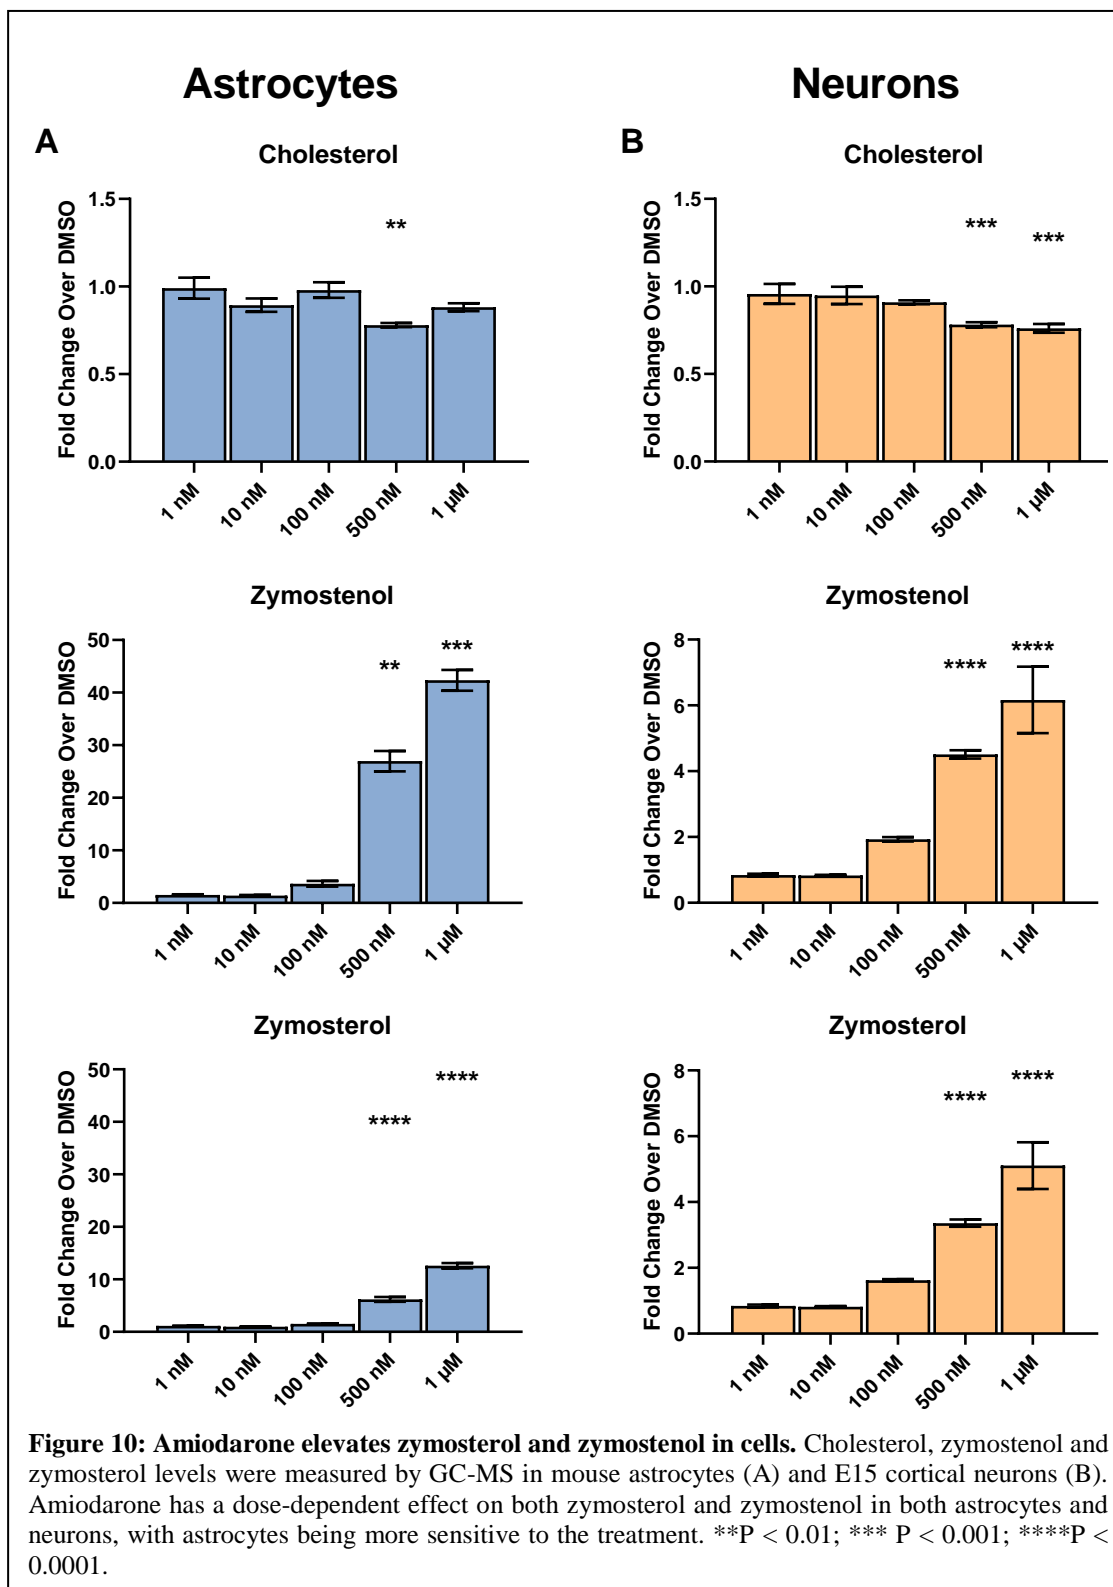 Astrocytes
Neurons
A
B
Cholesterol
Fold Change Over DMSO
1.5
1.0
0.5
0.0
**
1 nM
10 nM
100 nM
500 nM
1 µM
Cholesterol
Fold Change Over DMSO
1.5
1.0
0.5
0.0
***
***
1 nM
10 nM
100 nM
500 nM
1 µM
Zymostenol
Fold Change Over DMSO
50
40
30
20
10
0
**
***
1 nM
10 nM
100 nM
500 nM
1 µM
Zymostenol
Fold Change Over DMSO
8
6
4
2
0
****
****
1 nM
10 nM
100 nM
500 nM
1 µM
Zymosterol
Fold Change Over DMSO
50
40
30
20
10
0
****
****
1 nM
10 nM
100 nM
500 nM
1 µM
Zymosterol
Fold Change Over DMSO
8
6
4
2
0
****
****
1 nM
10 nM
100 nM
500 nM
1 µM
Figure 10: Amiodarone elevates zymosterol and zymostenol in cells. Cholesterol, zymostenol and
zymosterol levels were measured by GC-MS in mouse astrocytes (A) and E15 cortical neurons (B).
Amiodarone has a dose-dependent effect on both zymosterol and zymostenol in both astrocytes and
neurons, with astrocytes being more sensitive to the treatment. **P < 0.01; *** P < 0.001; ****P <
0.0001.